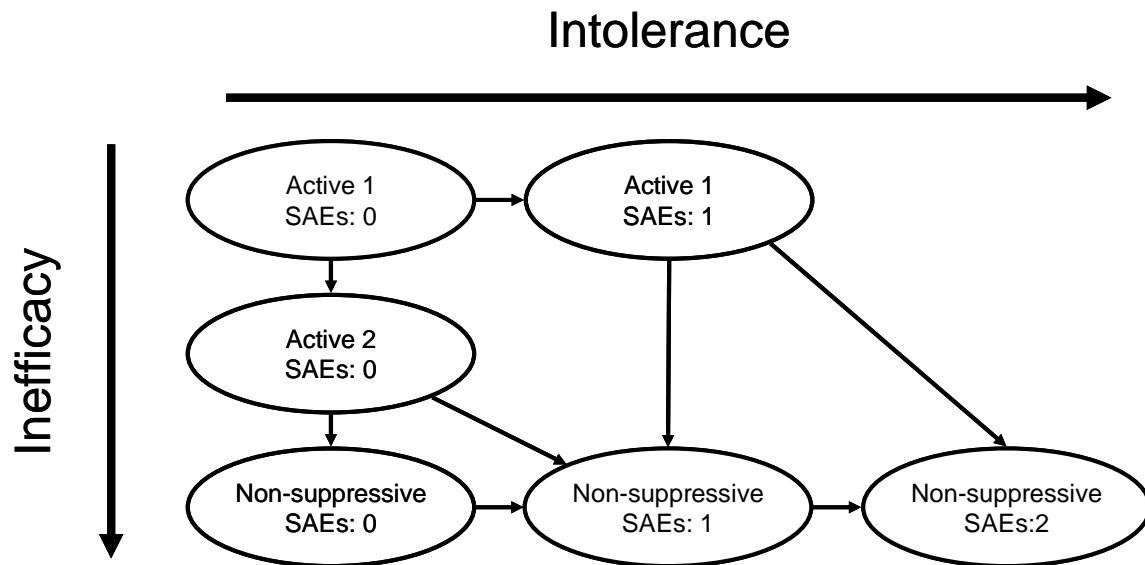 Intolerance
Inefficacy
Active 1
SAEs: 0
Active 1
SAEs: 1
Active 2
SAEs: 0
Non-suppressive
SAEs: 0
Non-suppressive
SAEs: 1
Non-suppressive
SAEs:2